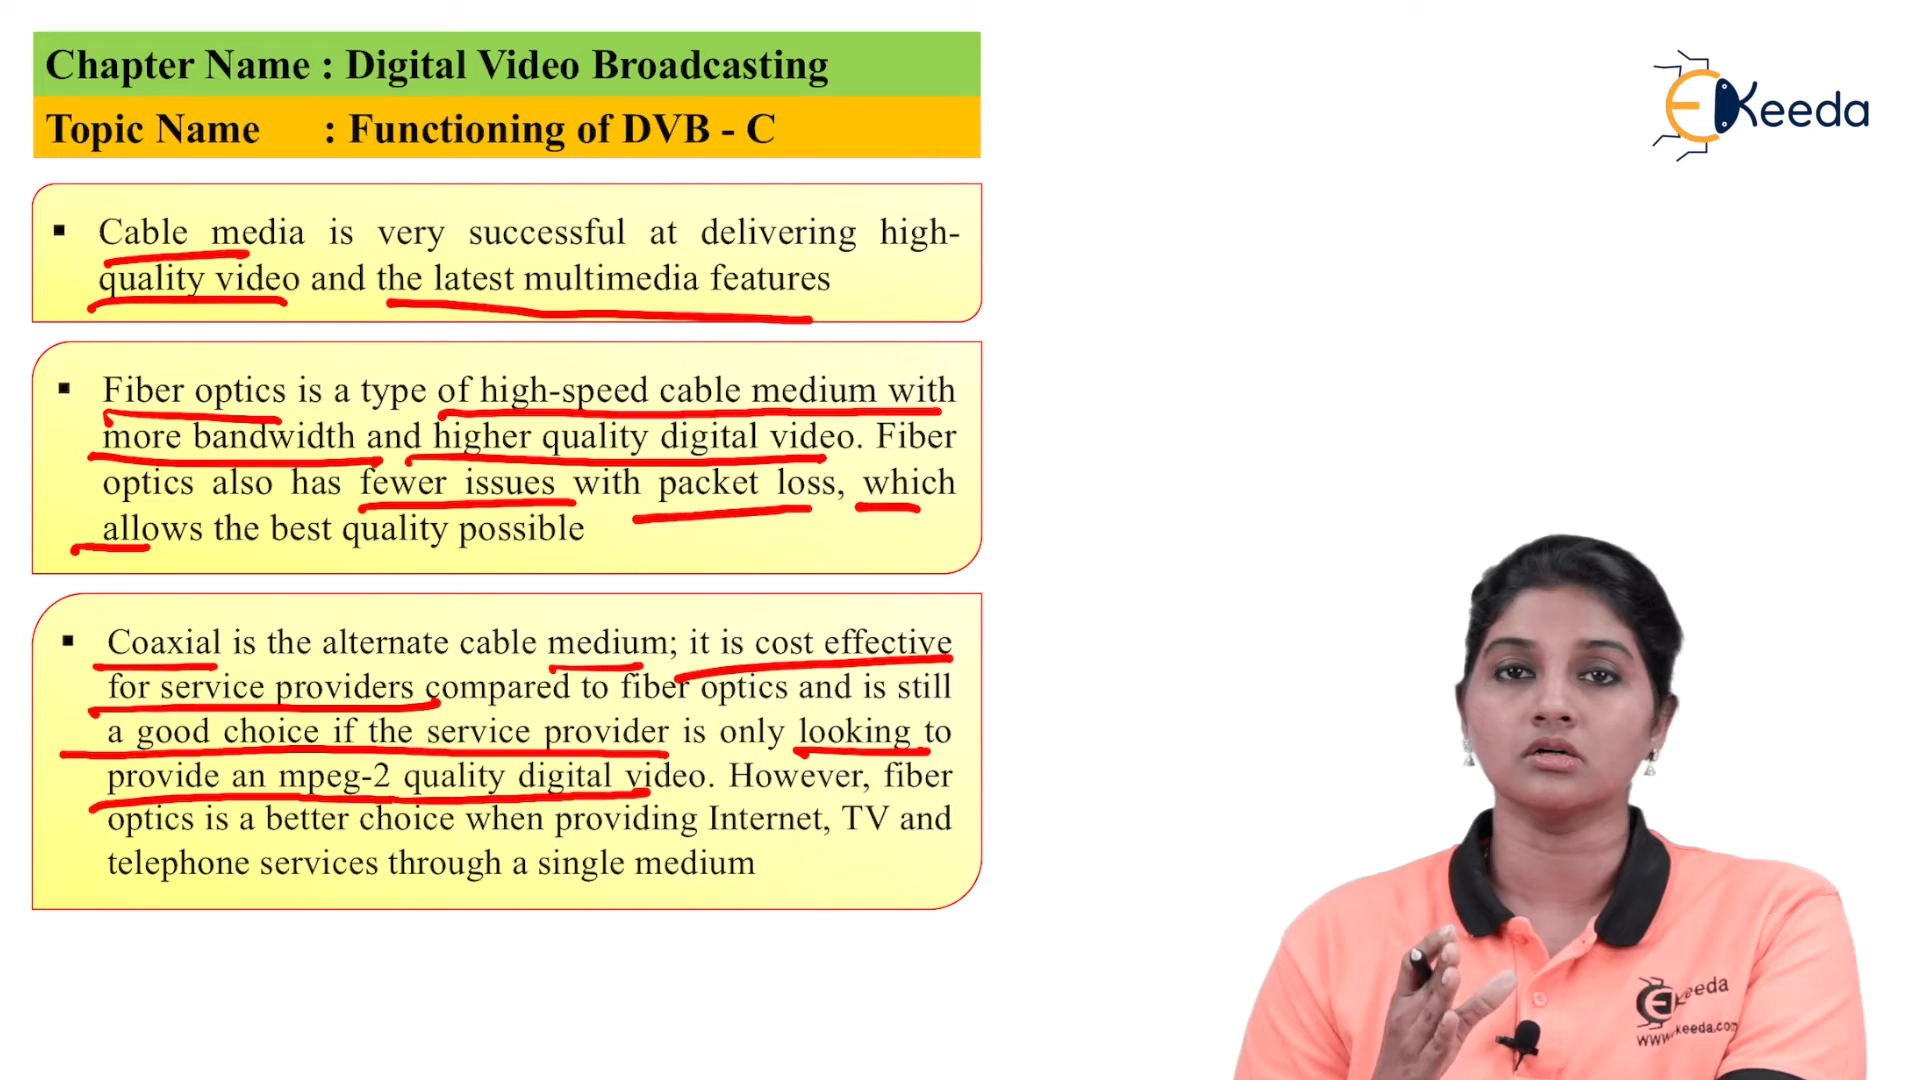 Chapter Name : Digital Video Broadcasting
Topic Name : Functioning of DVB - C
Keeda
▪ Cable media is very successful at delivering high-
quality video and the latest multimedia features
▪ Fiber optics is a type of high-speed cable medium with
more bandwidth and higher quality digital video. Fiber
optics also has fewer issues with packet loss, which
allows the best quality possible
▪ Coaxial is the alternate cable medium; it is cost effective
for service providers compared to fiber optics and is still
a good choice if the service provider is only looking to
provide an mpeg-2 quality digital video. However, fiber
optics is a better choice when providing Internet, TV and
telephone services through a single medium
Keeda
www.ekeeda.com